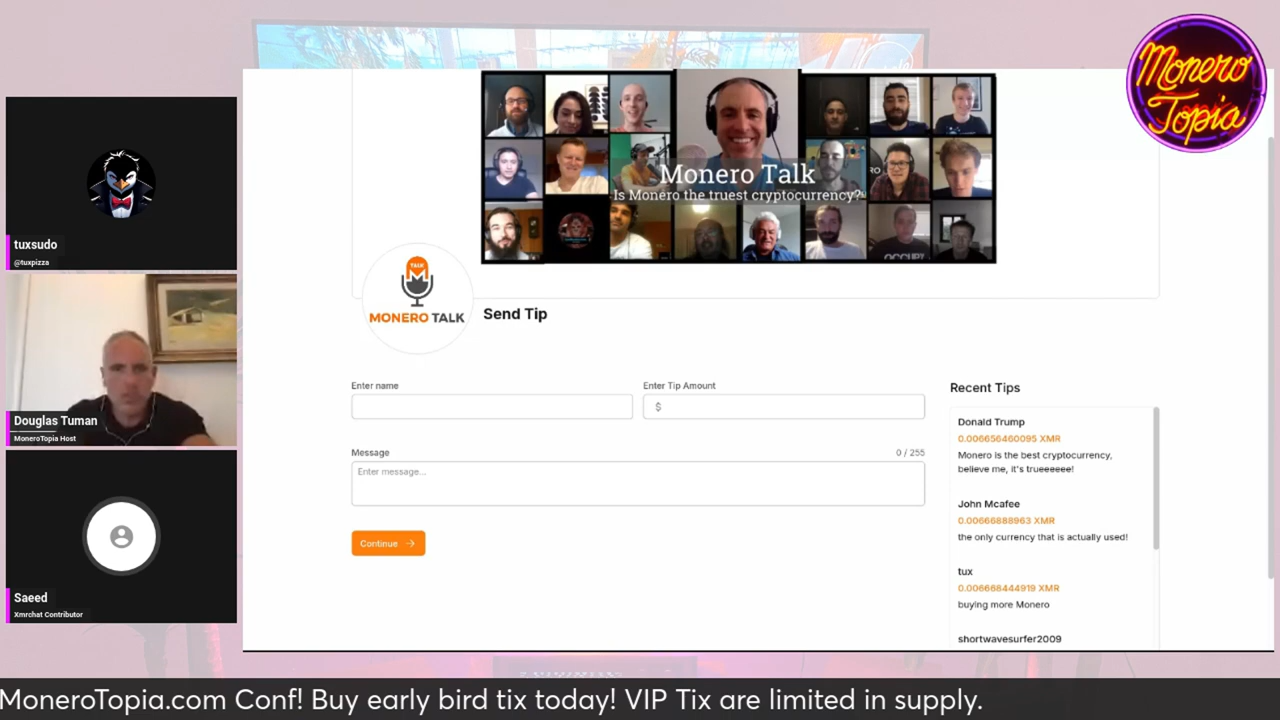 Monero
Topia
tuxsudo
@tuxpizza
Douglas Tuman
MoneroTopia Host
Saeed
Xmrchat Contributor
Monero Talk
Is Monero the truest cryptocurrency?
TALK
MONERO TALK
Send Tip
Enter name
Enter Tip Amount
$
Message
0 / 255
Enter message...
Continue
Recent Tips
Donald Trump
0.006656460095 XMR
Monero is the best cryptocurrency,
believe me, it's trueeeeee!
John Mcafee
0.00666888963 XMR
the only currency that is actually used!
tux
0.006668444919 XMR
buying more Monero
shortwavesurfer2009
MoneroTopia.com Conf! Buy early bird tix today! VIP Tix are limited in supply.